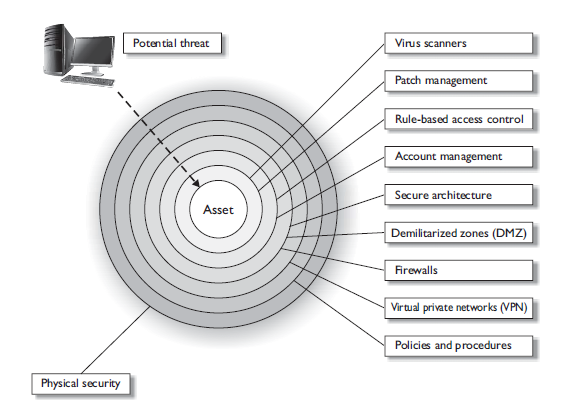 Potential threat
Virus scanners
Patch management
Rule-based access control
Account management
Asset
Secure architecture
Demilitarized zones (DMZ)
Firewalls
Virtual private networks (VPN)
Policies and procedures
Physical security